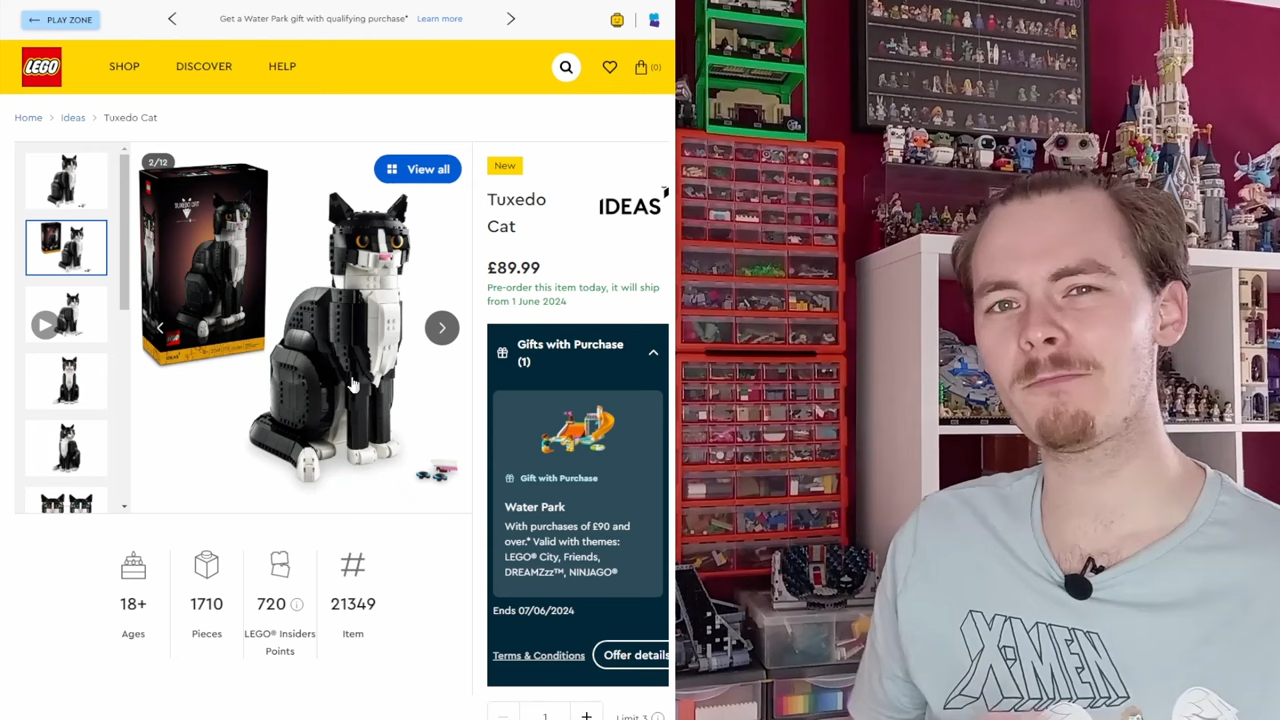 PLAY ZONE
Get a Water Park gift with qualifying purchase* Learn more
LEGO
SHOP DISCOVER HELP
(0)
Home > Ideas > Tuxedo Cat
2/12
View all
TUXEDO CAT
New
Tuxedo
Cat
IDEAS
£89.99
Pre-order this item today, it will ship
from 1 June 2024
Gifts with Purchase
(1)
Gift with Purchase
Water Park
With purchases of £90 and
over.* Valid with themes:
LEGO® City, Friends,
DREAMZzz™, NINJAGO®
Ends 07/06/2024
Terms & Conditions
Offer details
18+
Ages
1710
Pieces
720
LEGO® Insiders
Points
#
21349
Item
1
Limit 3
X-MEN